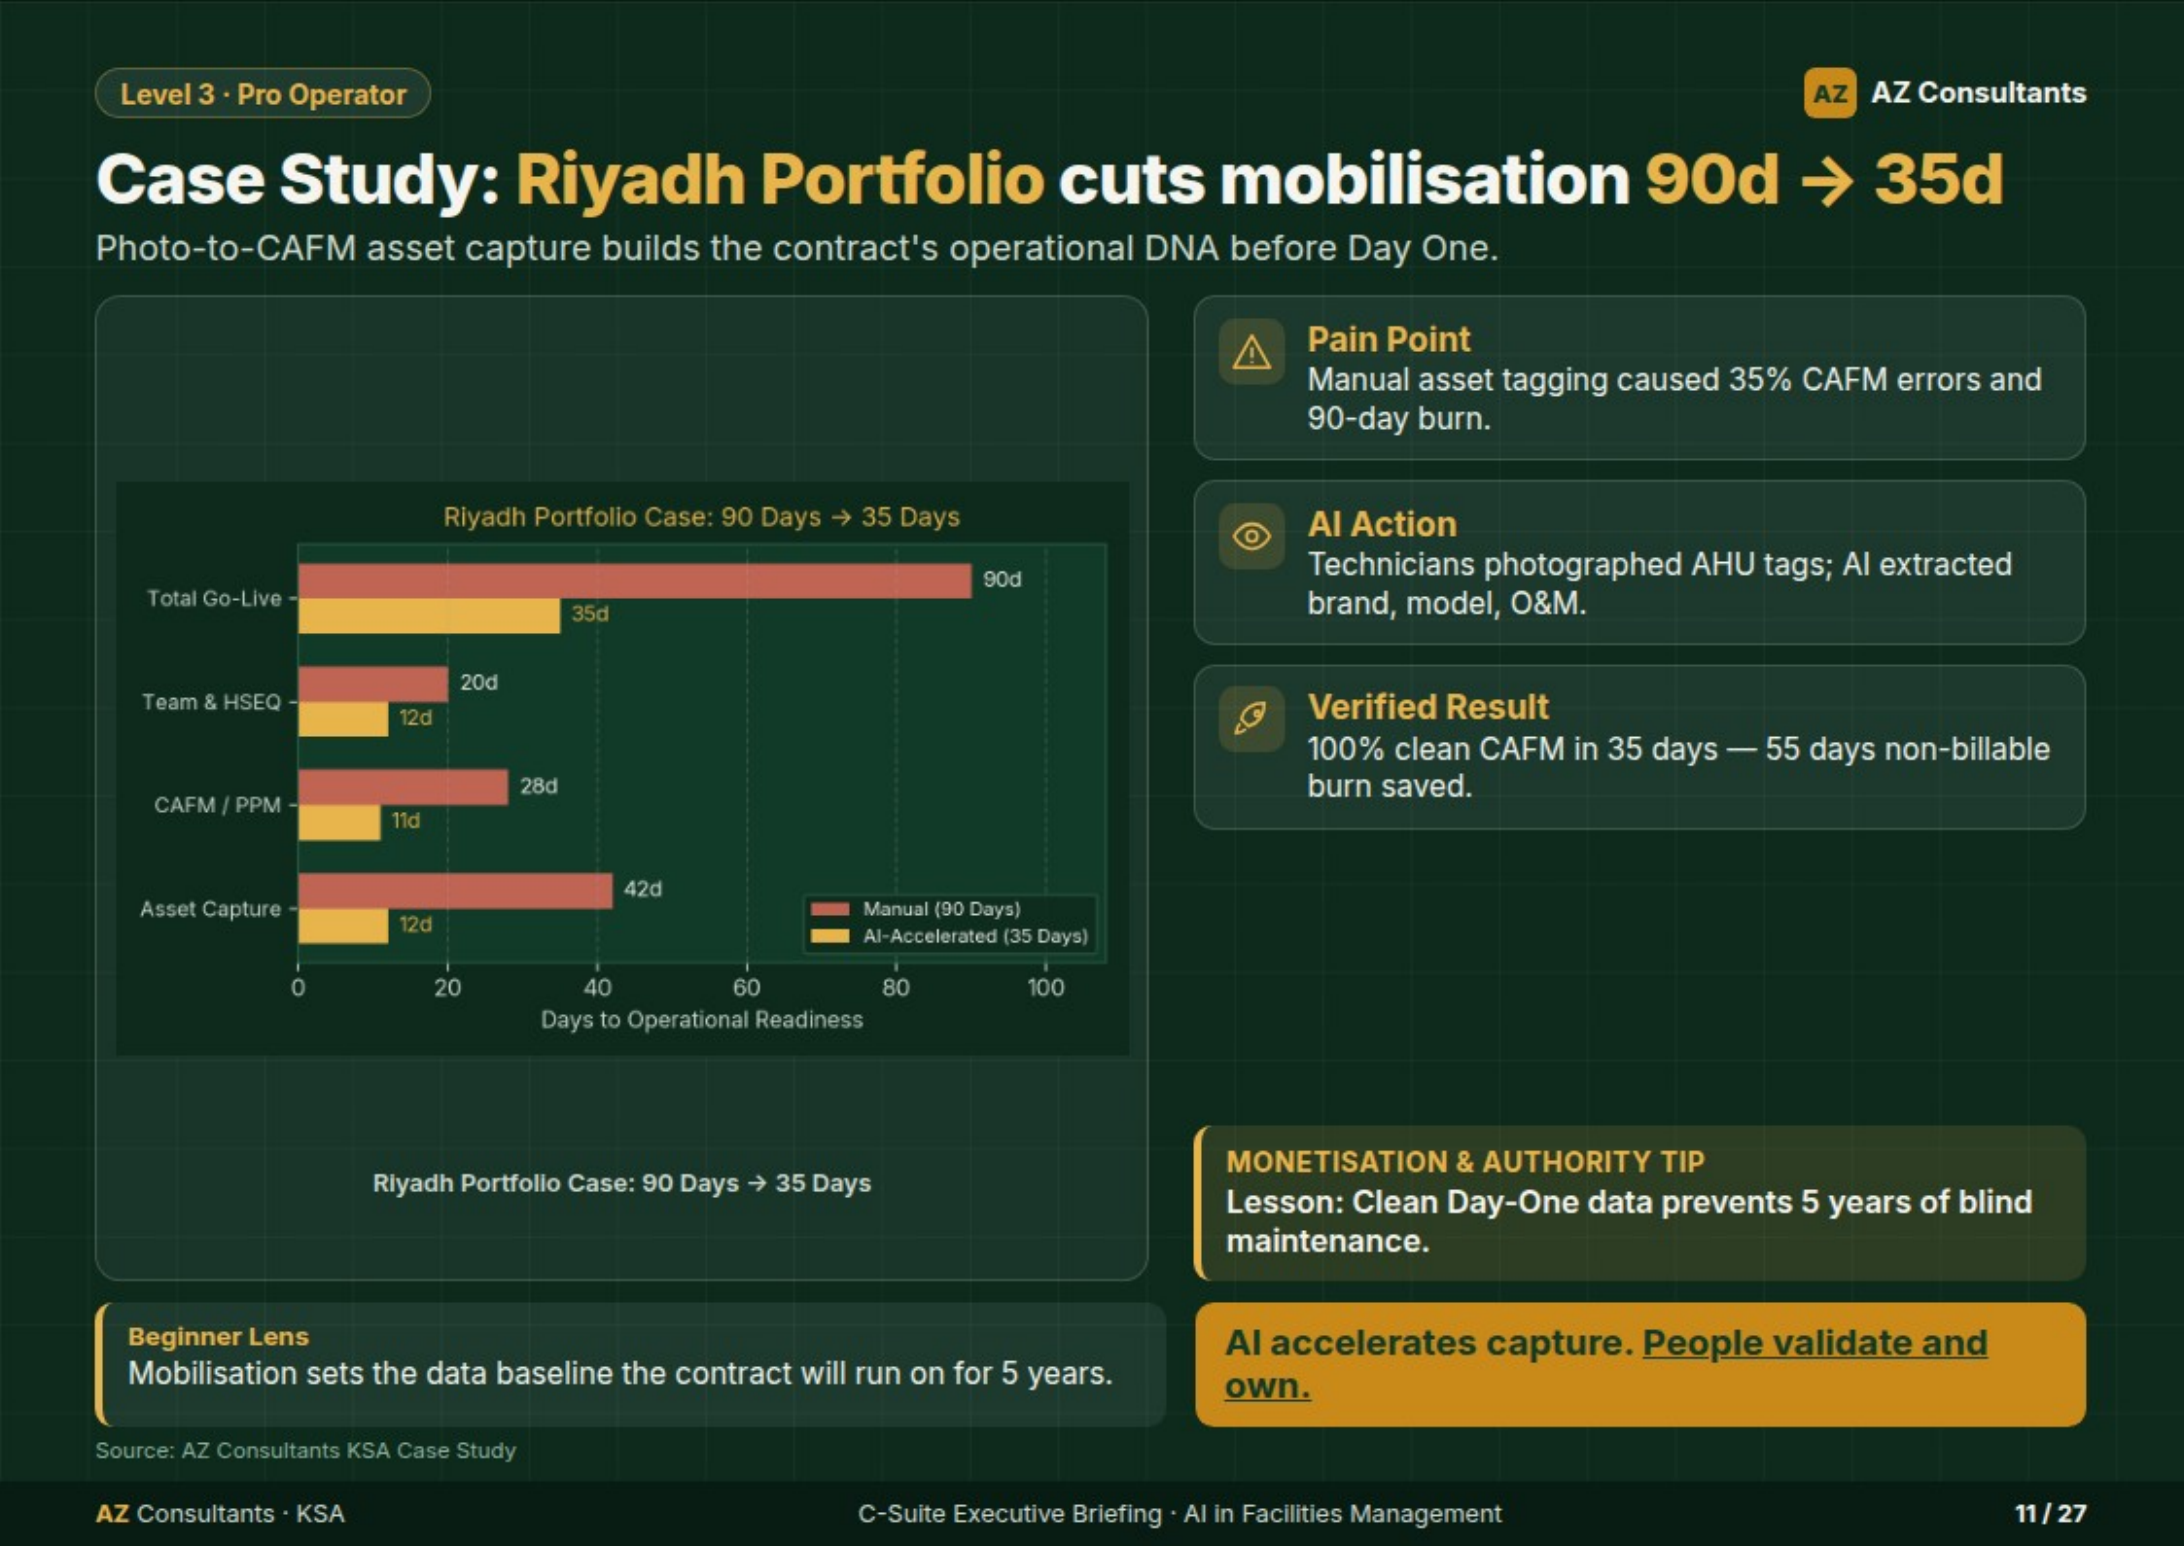 Level 3 · Pro Operator
AZ AZ Consultants
Case Study: Riyadh Portfolio cuts mobilisation 90d → 35d
Photo-to-CAFM asset capture builds the contract's operational DNA before Day One.
Riyadh Portfolio Case: 90 Days → 35 Days
Total Go-Live
90d
35d
Team & HSEQ
20d
12d
CAFM / PPM
28d
11d
Asset Capture
42d
12d
Manual (90 Days)
AI-Accelerated (35 Days)
0 20 40 60 80 100
Days to Operational Readiness
Riyadh Portfolio Case: 90 Days → 35 Days
Pain Point
Manual asset tagging caused 35% CAFM errors and
90-day burn.
AI Action
Technicians photographed AHU tags; AI extracted
brand, model, O&M.
Verified Result
100% clean CAFM in 35 days — 55 days non-billable
burn saved.
MONETISATION & AUTHORITY TIP
Lesson: Clean Day-One data prevents 5 years of blind
maintenance.
Beginner Lens
Mobilisation sets the data baseline the contract will run on for 5 years.
AI accelerates capture. People validate and
own.
Source: AZ Consultants KSA Case Study
AZ Consultants · KSA
C-Suite Executive Briefing · AI in Facilities Management
11 / 27